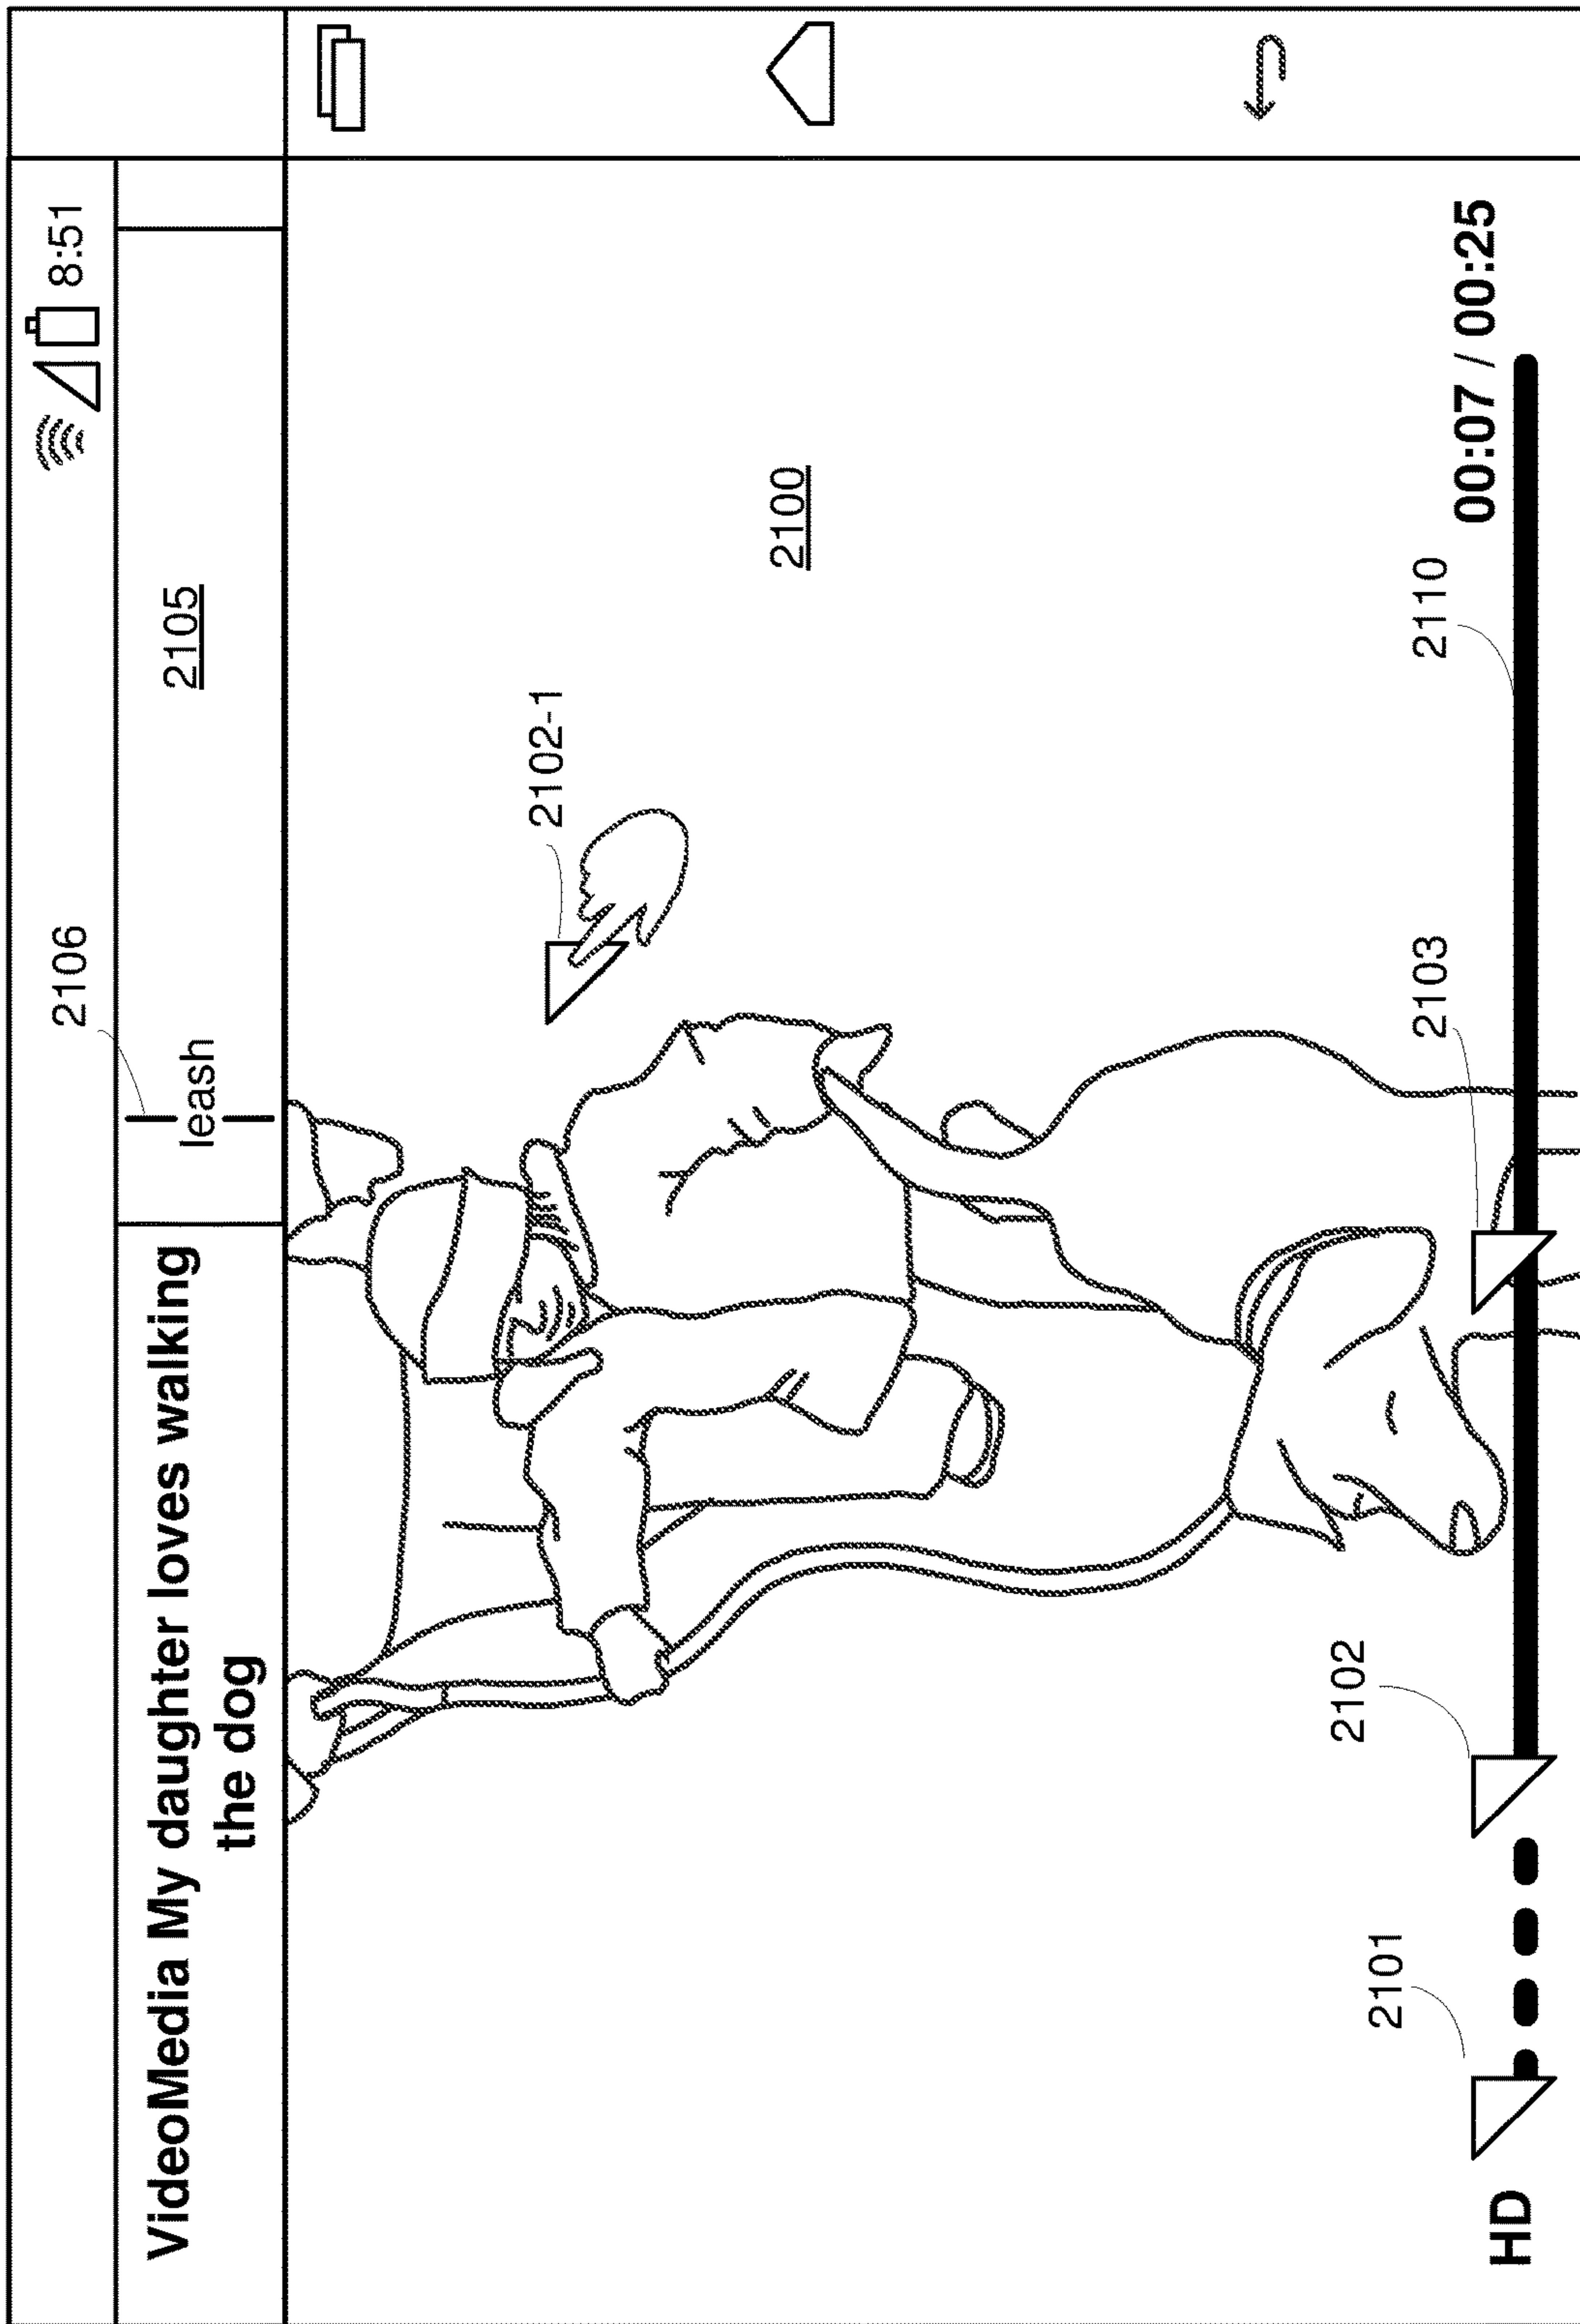 8:51
2106
VideoMedia My daughter loves walking
the dog
leash
2105
2102-1
2100
2101
2102
2103
2110
00:07 / 00:25
HD